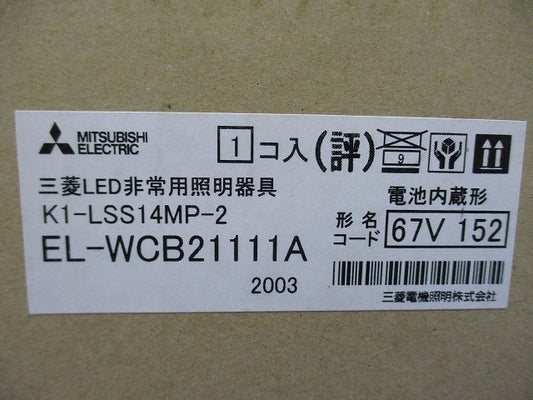 MITSUBISHI
ELECTRIC
1コ入 (評) 9
三菱LED非常用照明器具
K1-LSS14MP-2
電池内蔵形
EL-WCB21111A
形名
コード
67V 152
2003
三菱電機照明株式会社